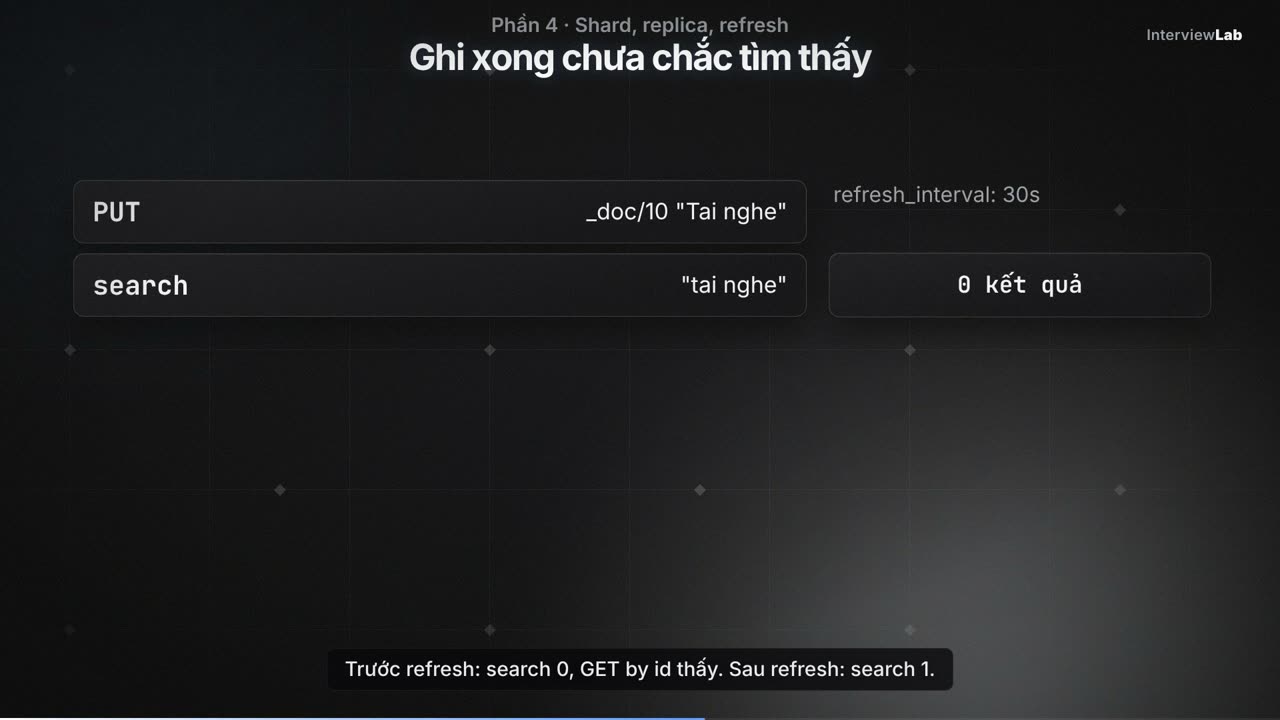 Phần 4 · Shard, replica, refresh
InterviewLab
Ghi xong chưa chắc tìm thấy
PUT _doc/10 "Tai nghe"
refresh_interval: 30s
search "tai nghe"
0 kết quả
Trước refresh: search 0, GET by id thấy. Sau refresh: search 1.